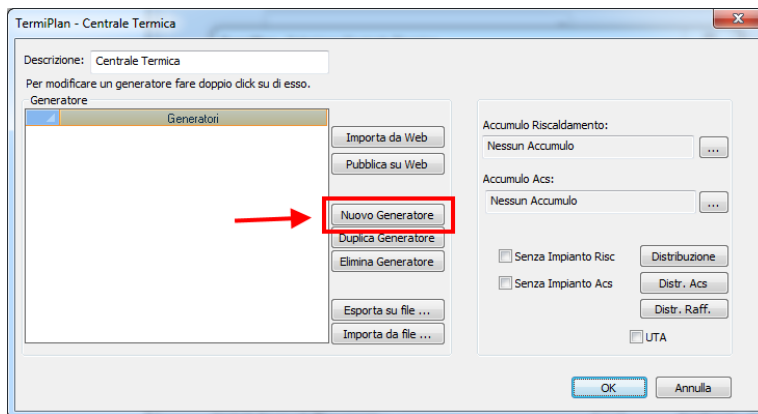 TermiPlan - Centrale Termica
Descrizione: Centrale Termica
Per modificare un generatore fare doppio click su di esso.
Generatore
Generatori
Importa da Web
Pubblica su Web
Nuovo Generatore
Duplica Generatore
Elimina Generatore
Esporta su file ...
Importa da file ...
Accumulo Riscaldamento:
Nessun Accumulo ...
Accumulo Acs:
Nessun Accumulo ...
Senza Impianto Risc Distribuzione
Senza Impianto Acs Distr. Acs
Distr. Raff.
UTA
OK Annulla